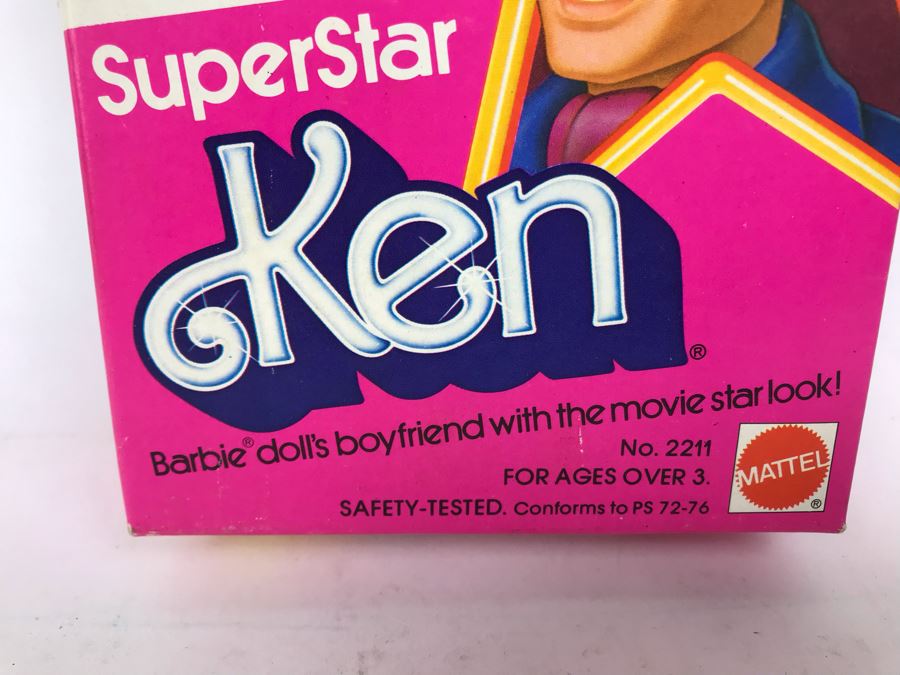 SuperStar
Ken®
Barbie® doll's boyfriend with the movie star look!
No. 2211
FOR AGES OVER 3.
SAFETY-TESTED. Conforms to PS 72-76
MATTEL®